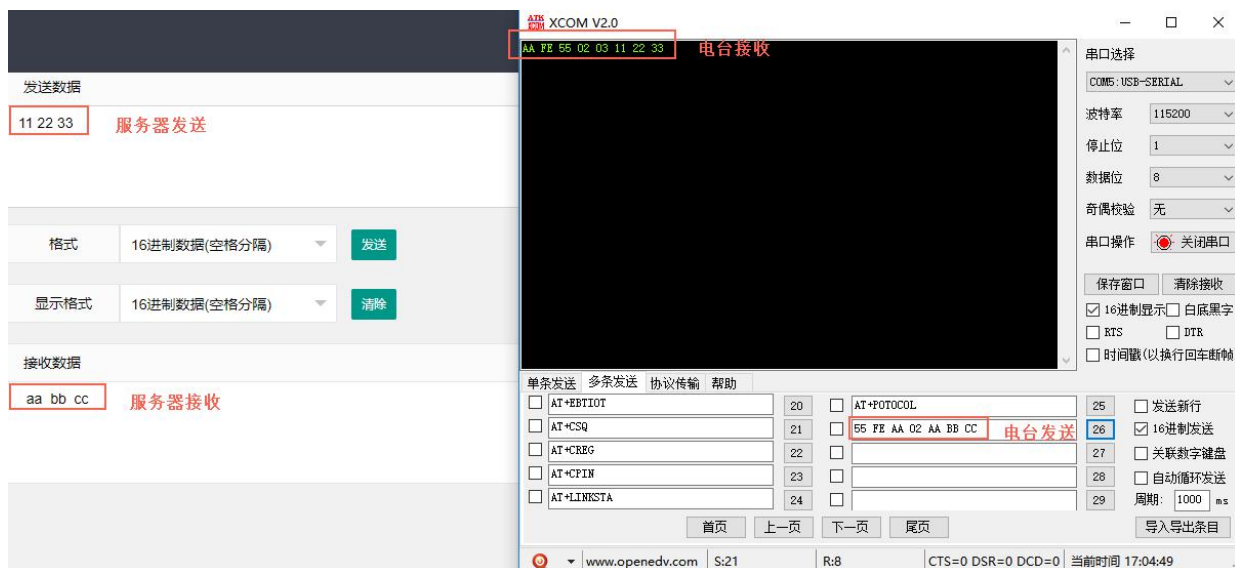 发送数据
11 22 33
服务器发送
格式
16进制数据(空格分隔)
发送
显示格式
16进制数据(空格分隔)
清除
接收数据
aa bb cc
服务器接收
ATK
XCOM
XCOM V2.0
AA FE 55 02 03 11 22 33
电台接收
串口选择
COM5:USB-SERIAL
波特率
115200
停止位
1
数据位
8
奇偶校验
无
串口操作
关闭串口
保存窗口
清除接收
16进制显示
白底黑字
RTS
DTR
时间戳(以换行回车断帧
单条发送
多条发送
协议传输
帮助
AT+EBTIOT
20
AT+POTOCOL
25
发送新行
AT+CSQ
21
55 FE AA 02 AA BB CC
电台发送
26
16进制发送
AT+CREG
22
27
关联数字键盘
AT+CPIN
23
28
自动循环发送
AT+LINKSTA
24
29
周期:
1000
ms
首页
上一页
下一页
尾页
导入导出条目
www.openedv.com
S:21
R:8
CTS=0 DSR=0 DCD=0
当前时间 17:04:49